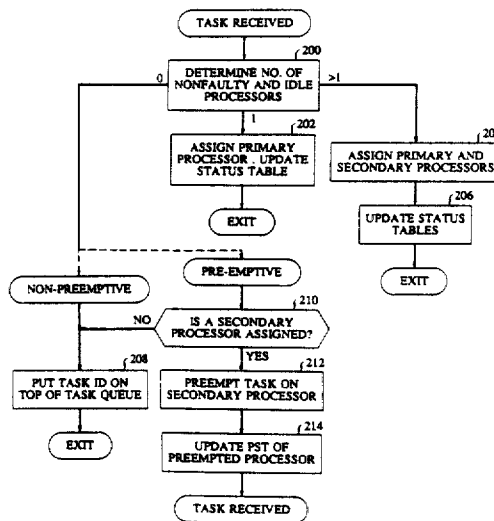 TASK RECEIVED
200
DETERMINE NO. OF
NONFAULTY AND IDLE
PROCESSORS
0
>1
1
202
ASSIGN PRIMARY
PROCESSOR . UPDATE
STATUS TABLE
EXIT
ASSIGN PRIMARY AND
SECONDARY PROCESSORS
206
UPDATE STATUS
TABLES
EXIT
PRE-EMPTIVE
NON-PREEMPTIVE
210
IS A SECONDARY
PROCESSOR ASSIGNED?
NO
YES
208
PUT TASK ID ON
TOP OF TASK QUEUE
EXIT
212
PREEMPT TASK ON
SECONDARY PROCESSOR
214
UPDATE PST OF
PREEMPTED PROCESSOR
TASK RECEIVED